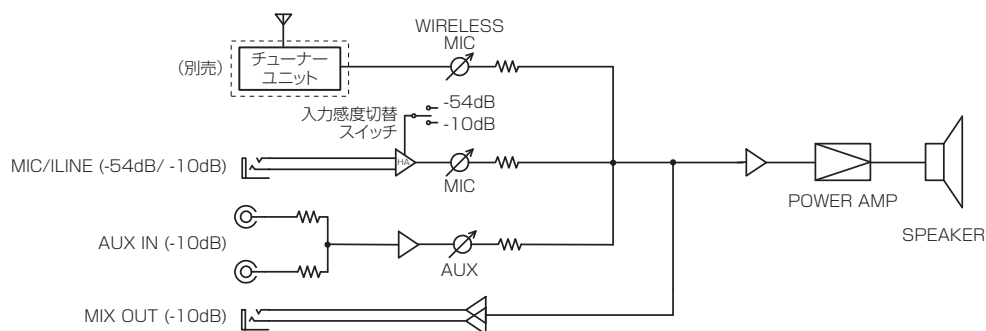 WIRELESS
MIC
(別売)
チューナー
ユニット
入力感度切替
スイッチ
-54dB
-10dB
MIC/ILINE (-54dB/ -10dB)
HA
MIC
POWER AMP
SPEAKER
AUX IN (-10dB)
AUX
MIX OUT (-10dB)